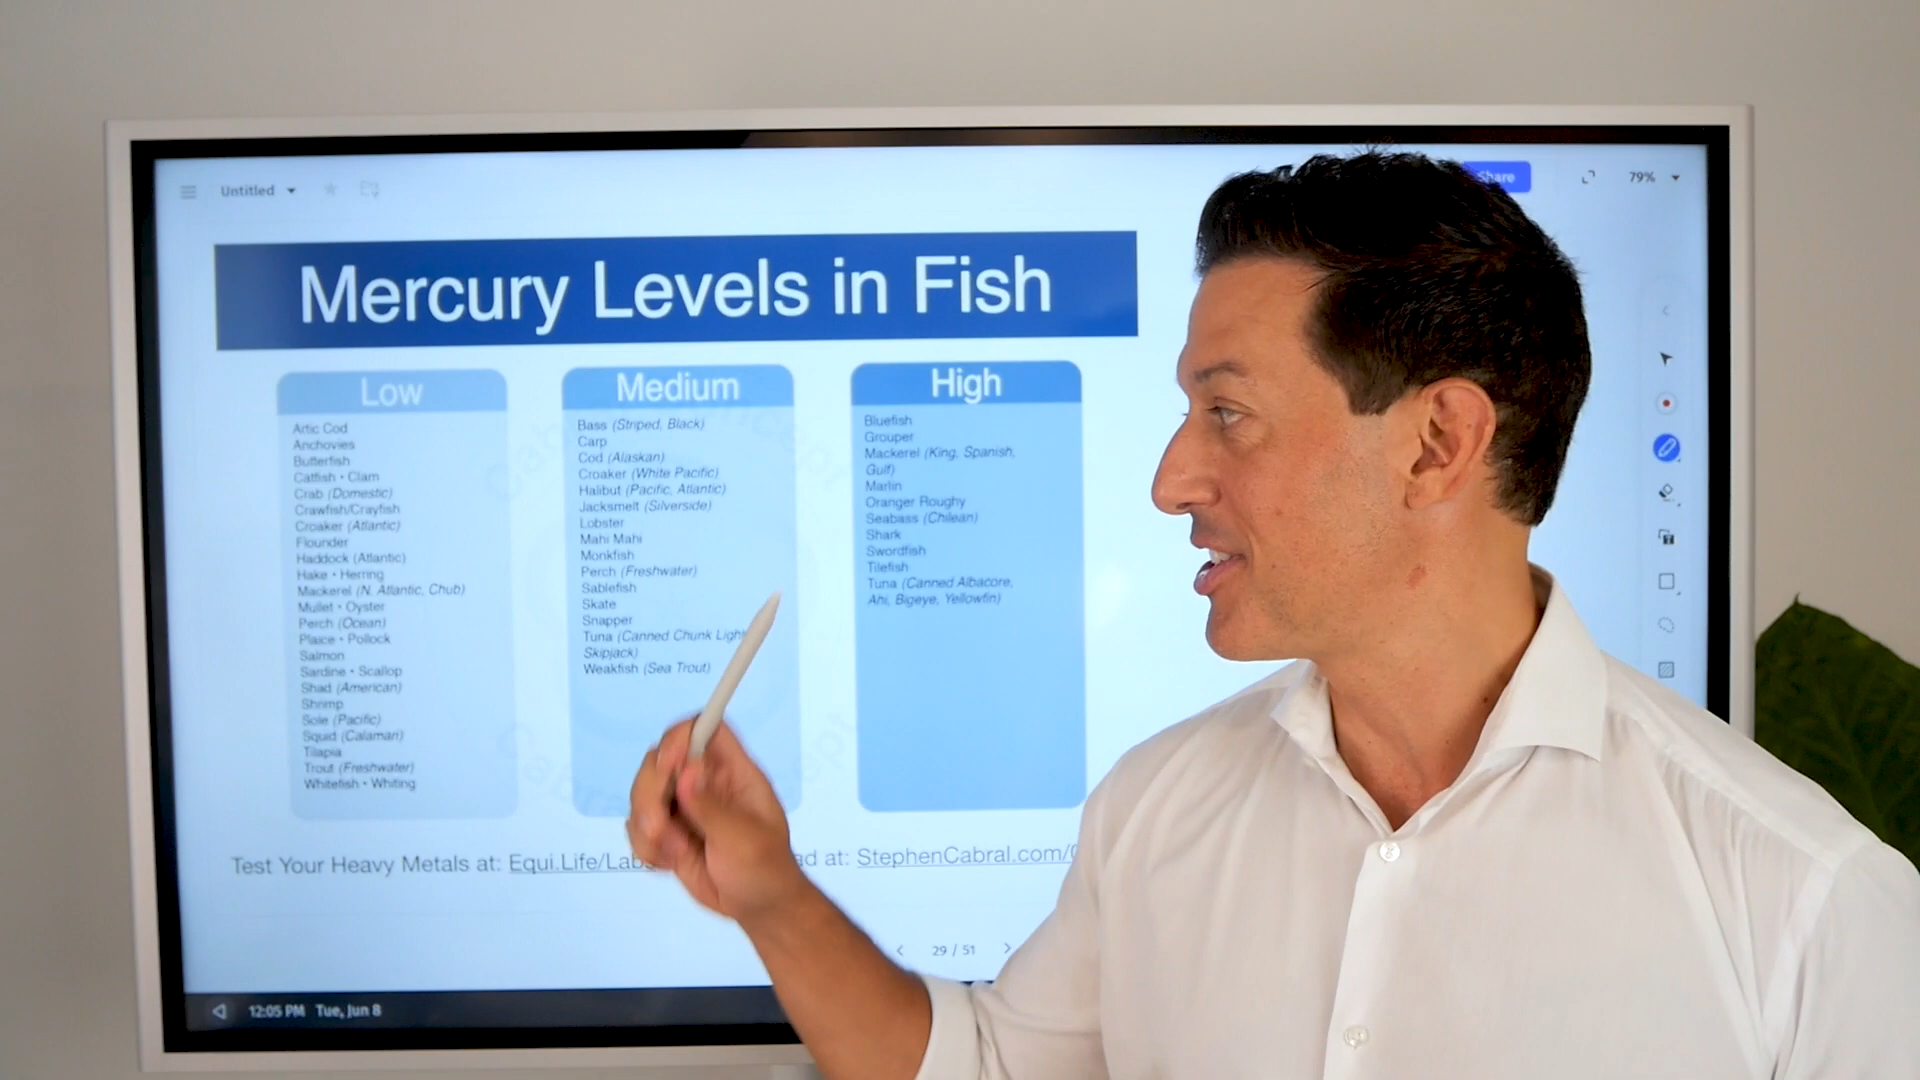 Untitled
Share
79%
Mercury Levels in Fish
Low
Artic Cod
Anchovies
Butterfish
Catfish • Clam
Crab (Domestic)
Crawfish/Crayfish
Croaker (Atlantic)
Flounder
Haddock (Atlantic)
Hake • Herring
Mackerel (N. Atlantic, Chub)
Mullet • Oyster
Perch (Ocean)
Plaice • Pollock
Salmon
Sardine • Scallop
Shad (American)
Shrimp
Sole (Pacific)
Squid (Calamari)
Tilapia
Trout (Freshwater)
Whitefish • Whiting
Medium
Bass (Striped, Black)
Carp
Cod (Alaskan)
Croaker (White Pacific)
Halibut (Pacific, Atlantic)
Jacksmelt (Silverside)
Lobster
Mahi Mahi
Monkfish
Perch (Freshwater)
Sablefish
Skate
Snapper
Tuna (Canned Chunk Light
Skipjack)
Weakfish (Sea Trout)
High
Bluefish
Grouper
Mackerel (King, Spanish,
Gulf)
Marlin
Oranger Roughy
Seabass (Chilean)
Shark
Swordfish
Tilefish
Tuna (Canned Albacore,
Ahi, Bigeye, Yellowfin)
Test Your Heavy Metals at: Equi.Life/Labs ad at: StephenCabral.com/
29 / 51
12:05 PM Tue, Jun 8